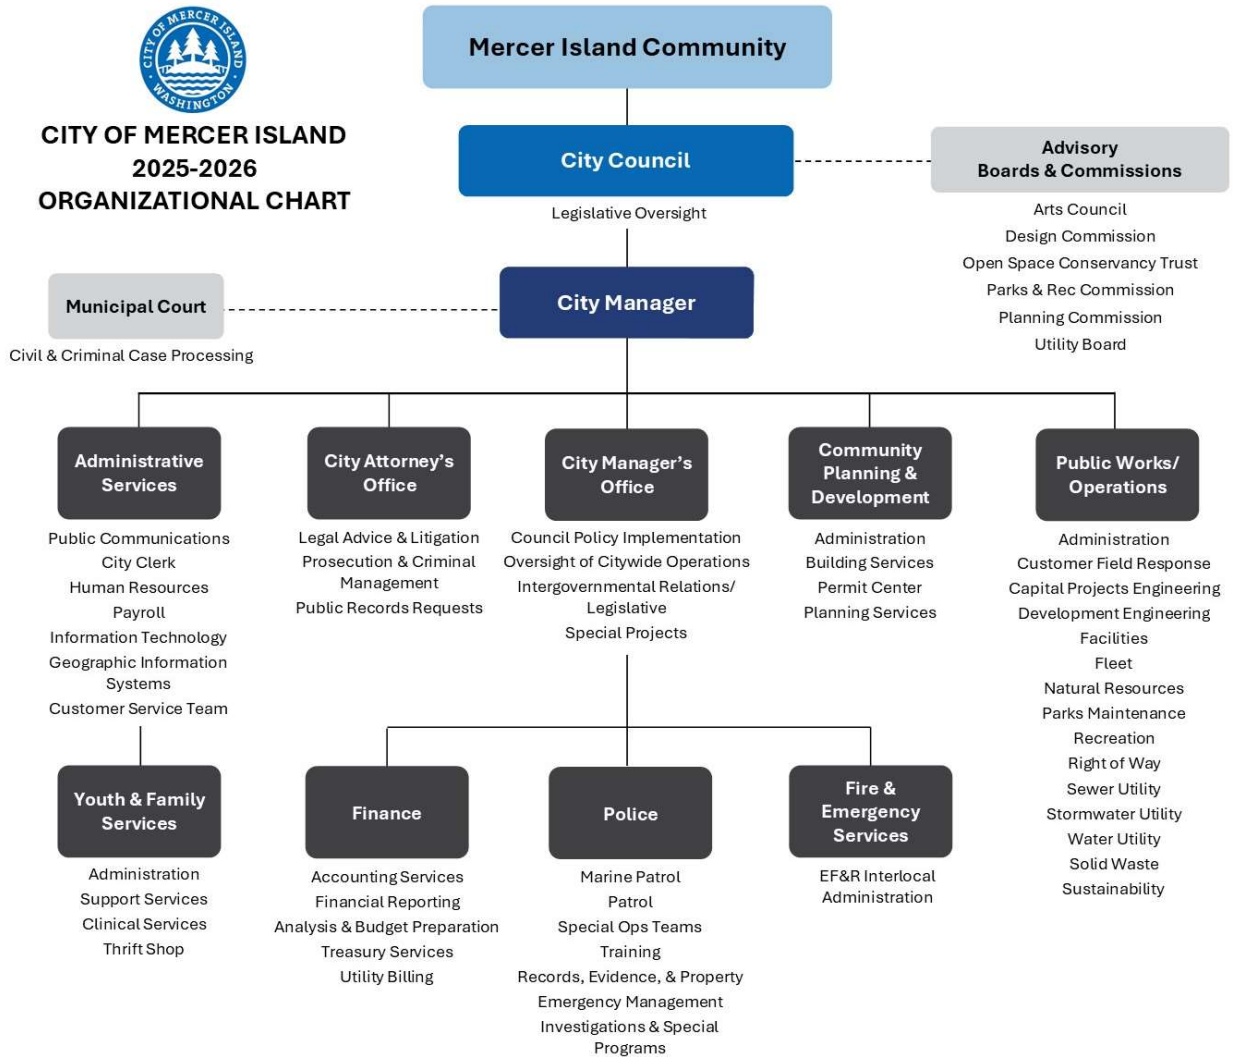 CITY OF MERCER ISLAND
WASHINGTON
CITY OF MERCER ISLAND
2025-2026
ORGANIZATIONAL CHART
Mercer Island Community
City Council
Legislative Oversight
Advisory
Boards & Commissions
Arts Council
Design Commission
Open Space Conservancy Trust
Parks & Rec Commission
Planning Commission
Utility Board
City Manager
Municipal Court
Civil & Criminal Case Processing
Administrative
Services
Public Communications
City Clerk
Human Resources
Payroll
Information Technology
Geographic Information
Systems
Customer Service Team
City Attorney’s
Office
Legal Advice & Litigation
Prosecution & Criminal
Management
Public Records Requests
City Manager’s
Office
Council Policy Implementation
Oversight of Citywide Operations
Intergovernmental Relations/
Legislative
Special Projects
Community
Planning &
Development
Administration
Building Services
Permit Center
Planning Services
Public Works/
Operations
Administration
Customer Field Response
Capital Projects Engineering
Development Engineering
Facilities
Fleet
Natural Resources
Parks Maintenance
Recreation
Right of Way
Sewer Utility
Stormwater Utility
Water Utility
Solid Waste
Sustainability
Youth & Family
Services
Administration
Support Services
Clinical Services
Thrift Shop
Finance
Accounting Services
Financial Reporting
Analysis & Budget Preparation
Treasury Services
Utility Billing
Police
Marine Patrol
Patrol
Special Ops Teams
Training
Records, Evidence, & Property
Emergency Management
Investigations & Special
Programs
Fire &
Emergency
Services
EF&R Interlocal
Administration